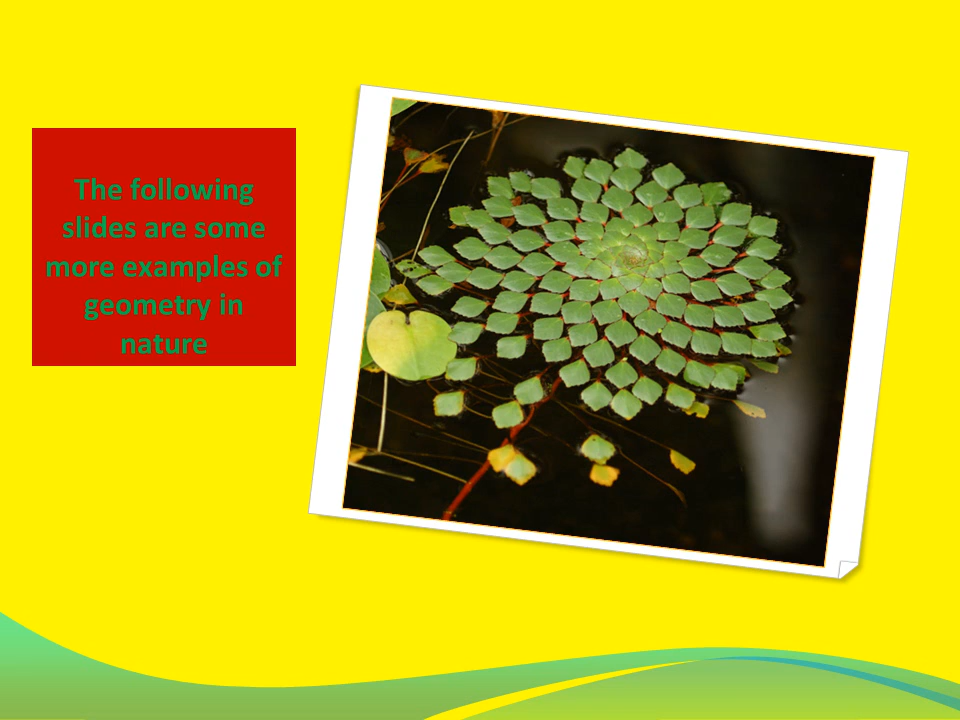 The following
slides are some
more examples of
geometry in
nature